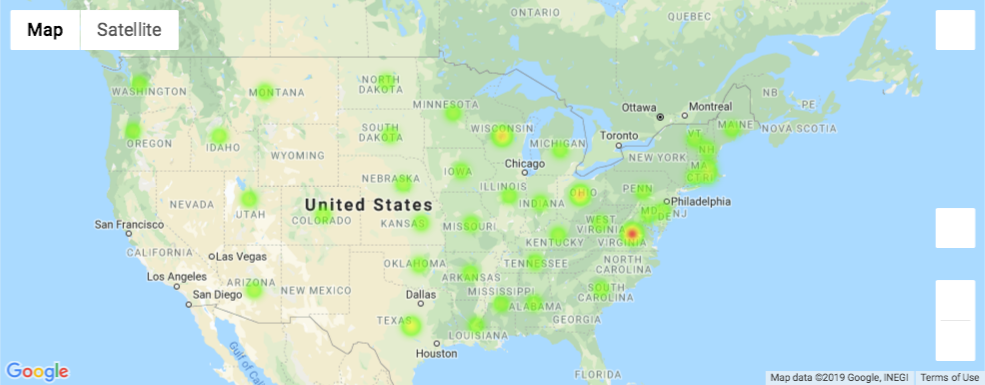 Map
Satellite
ONTARIO
QUEBEC
WASHINGTON
MONTANA
NORTH
DAKOTA
MINNESOTA
Ottawa
Montreal
NB
PE
NOVA SCOTIA
MAINE
OREGON
IDAHO
SOUTH
DAKOTA
WISCONSIN
MICHIGAN
Toronto
VT
NH
WYOMING
Chicago
NEW YORK
MA
CT
RI
NEBRASKA
IOWA
ILLINOIS
INDIANA
OHIO
PENN
Philadelphia
NEVADA
UTAH
United States
COLORADO
KANSAS
MISSOURI
WEST
VIRGINIA
MD
DE
NJ
San Francisco
KENTUCKY
VIRGINIA
CALIFORNIA
Las Vegas
OKLAHOMA
TENNESSEE
NORTH
CAROLINA
Los Angeles
ARIZONA
NEW MEXICO
ARKANSAS
San Diego
Dallas
MISSISSIPPI
SOUTH
CAROLINA
ALABAMA
TEXAS
GEORGIA
LOUISIANA
Houston
Gulf of Ca
FLORIDA
Google
Map data ©2019 Google, INEGI
Terms of Use